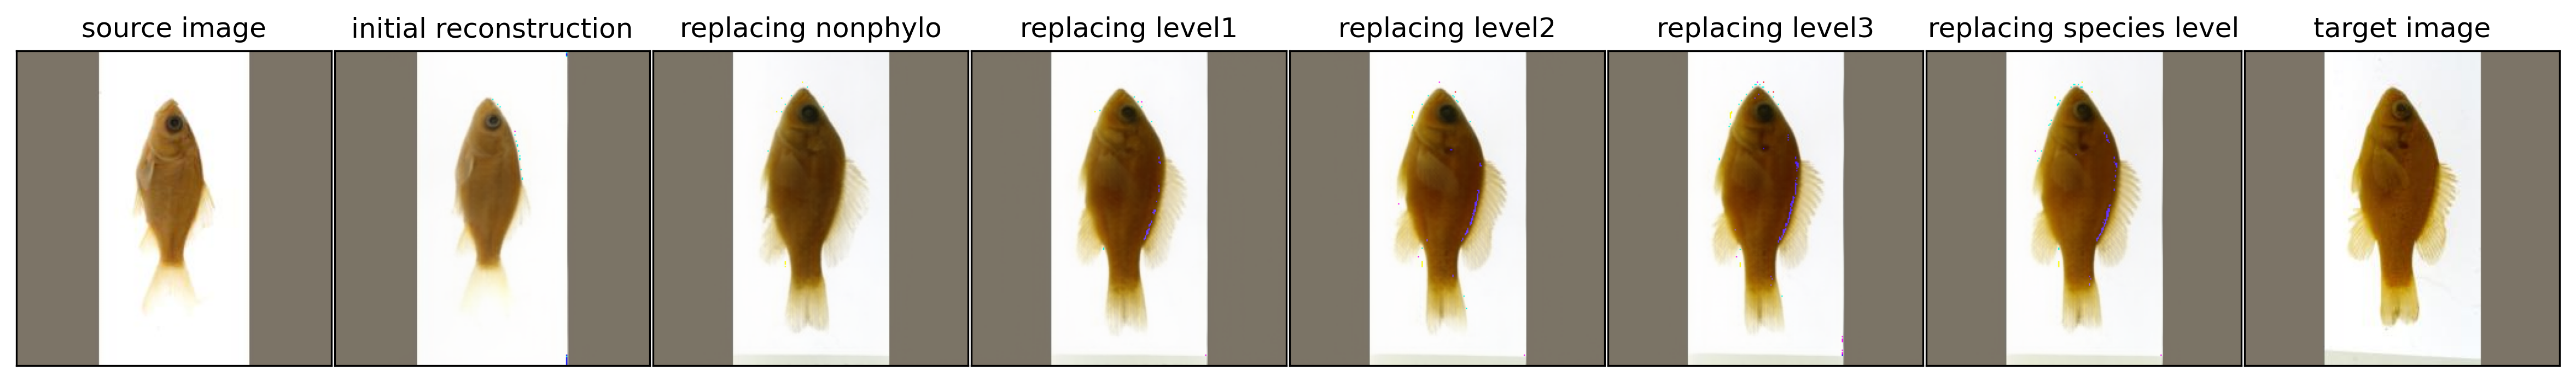 source image
initial reconstruction
replacing nonphylo
replacing level1
replacing level2
replacing level3
replacing species level
target image